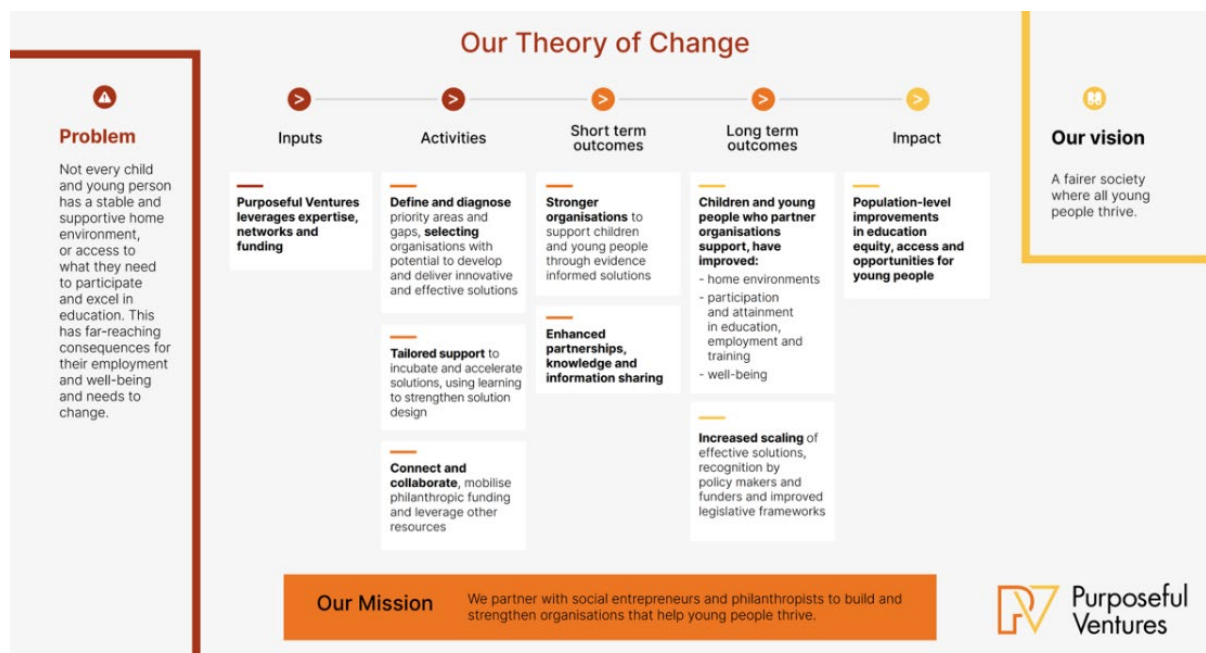 Our Theory of Change
Problem
Not every child
and young person
has a stable and
supportive home
environment,
or access to
what they need
to participate
and excel in
education. This
has far-reaching
consequences for
their employment
and well-being
and needs to
change.
Inputs
Purposeful Ventures
leverages expertise,
networks and
funding
Activities
Define and diagnose
priority areas and
gaps, selecting
organisations with
potential to develop
and deliver innovative
and effective solutions
Tailored support to
incubate and accelerate
solutions, using learning
to strengthen solution
design
Connect and
collaborate, mobilise
philanthropic funding
and leverage other
resources
Short term
outcomes
Stronger
organisations to
support children
and young people
through evidence
informed solutions
Enhanced
partnerships,
knowledge and
information sharing
Long term
outcomes
Children and young
people who partner
organisations
support, have
improved:
- home environments
- participation
and attainment
in education,
employment and
training
- well-being
Increased scaling of
effective solutions,
recognition by
policy makers and
funders and improved
legislative frameworks
Impact
Population-level
improvements
in education
equity, access and
opportunities for
young people
Our vision
A fairer society
where all young
people thrive.
Our Mission
We partner with social entrepreneurs and philanthropists to build and
strengthen organisations that help young people thrive.
PV
Purposeful
Ventures